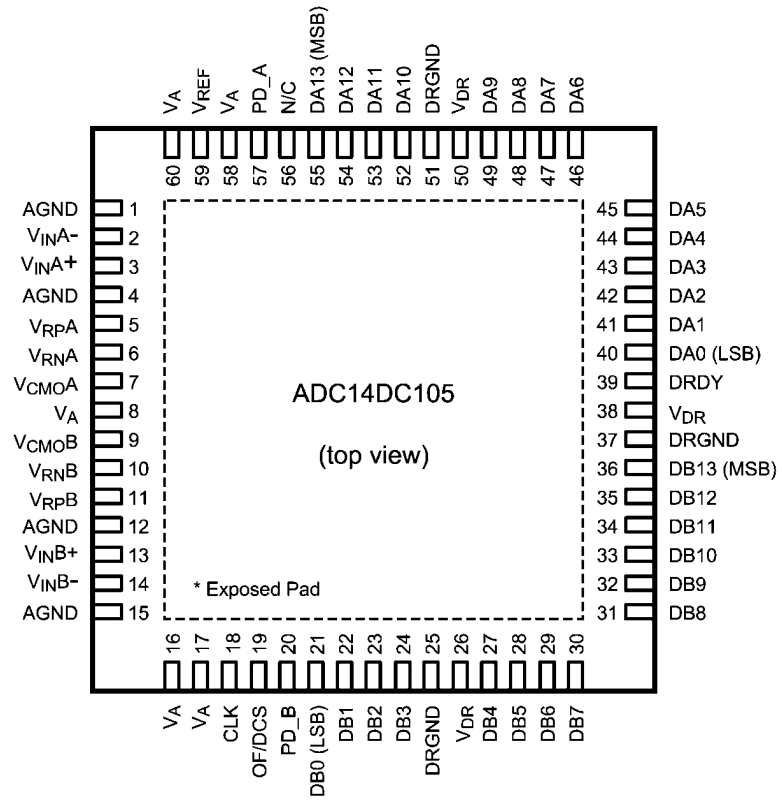 VA
VREF
VA
PD_A
N/C
DA13 (MSB)
DA12
DA11
DA10
DRGND
VDR
DA9
DA8
DA7
DA6
60 59 58 57 56 55 54 53 52 51 50 49 48 47 46
AGND 1 45 DA5
VINA- 2 44 DA4
VINA+ 3 43 DA3
AGND 4 42 DA2
VRPA 5 41 DA1
VRNA 6 40 DA0 (LSB)
VCMOA 7 39 DRDY
VA 8 38 VDR
VCMOB 9 37 DRGND
VRNB 10 36 DB13 (MSB)
VRPB 11 35 DB12
AGND 12 34 DB11
VINB+ 13 33 DB10
VINB- 14 32 DB9
AGND 15 31 DB8
ADC14DC105
(top view)
* Exposed Pad
16 17 18 19 20 21 22 23 24 25 26 27 28 29 30
VA
VA
CLK
OF/DCS
PD_B
DB0 (LSB)
DB1
DB2
DB3
DRGND
VDR
DB4
DB5
DB6
DB7